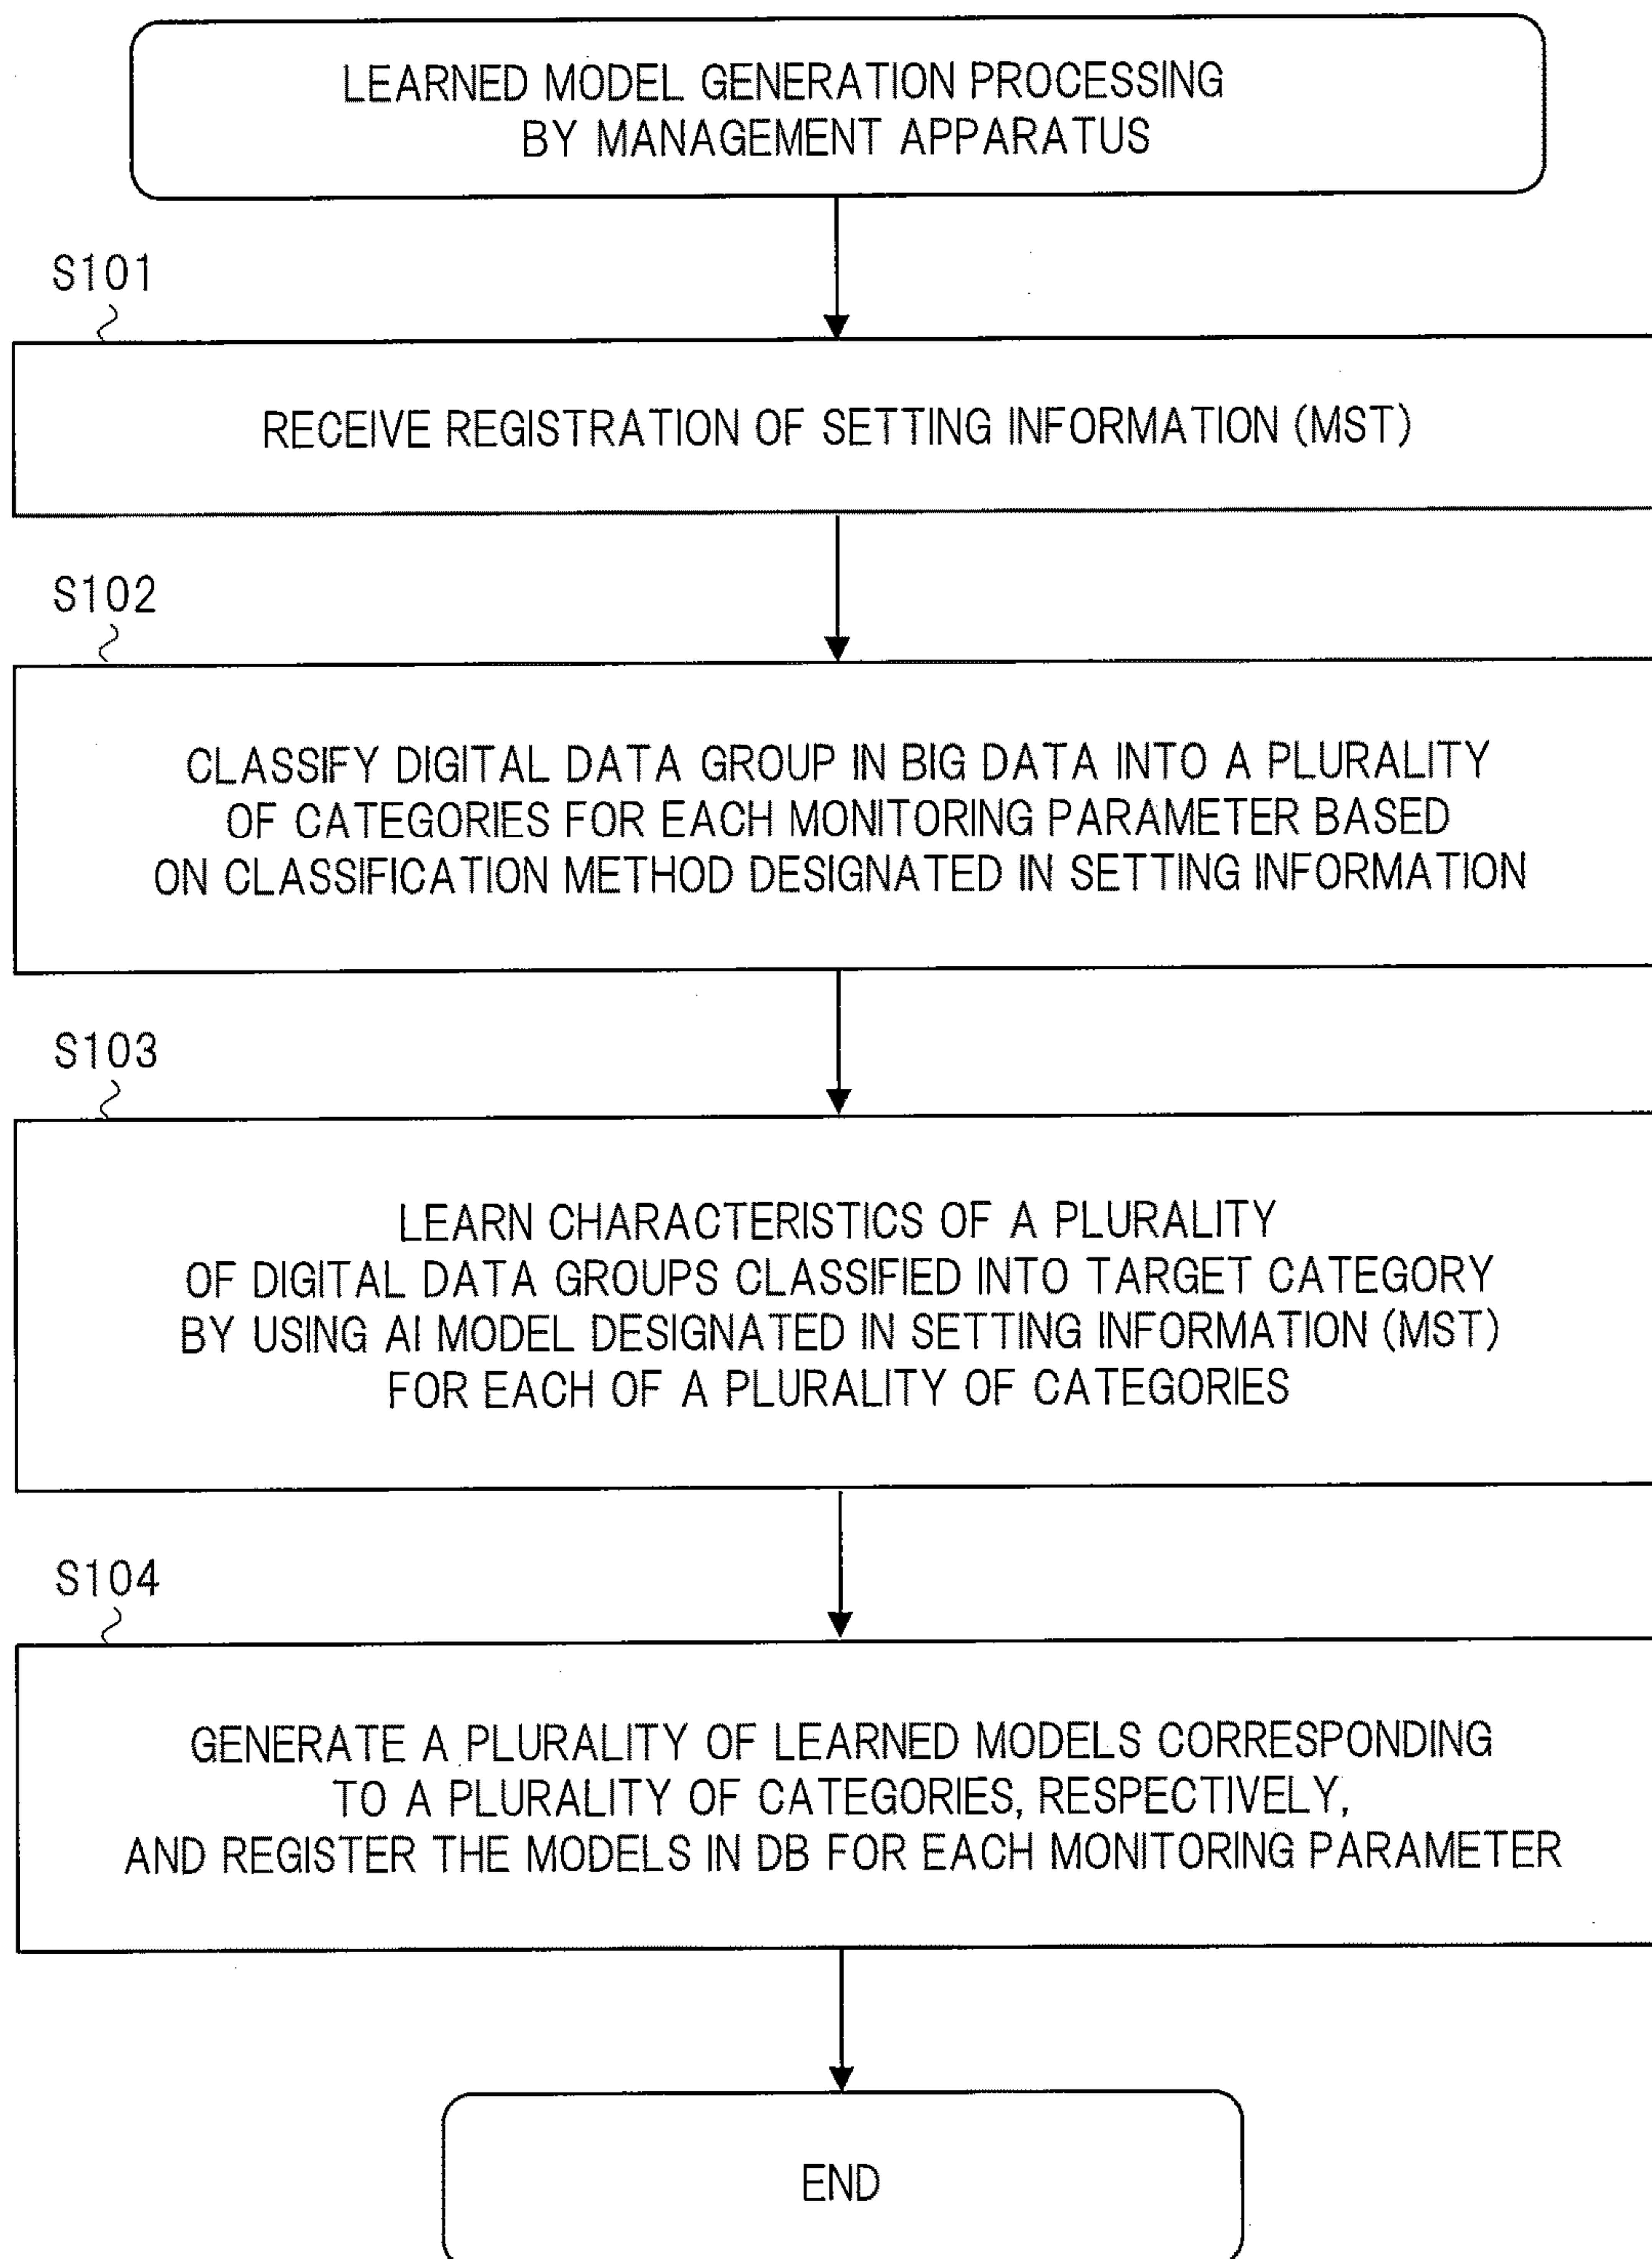 LEARNED MODEL GENERATION PROCESSING
BY MANAGEMENT APPARATUS
S101
RECEIVE REGISTRATION OF SETTING INFORMATION (MST)
S102
CLASSIFY DIGITAL DATA GROUP IN BIG DATA INTO A PLURALITY
OF CATEGORIES FOR EACH MONITORING PARAMETER BASED
ON CLASSIFICATION METHOD DESIGNATED IN SETTING INFORMATION
S103
LEARN CHARACTERISTICS OF A PLURALITY
OF DIGITAL DATA GROUPS CLASSIFIED INTO TARGET CATEGORY
BY USING AI MODEL DESIGNATED IN SETTING INFORMATION (MST)
FOR EACH OF A PLURALITY OF CATEGORIES
S104
GENERATE A PLURALITY OF LEARNED MODELS CORRESPONDING
TO A PLURALITY OF CATEGORIES, RESPECTIVELY,
AND REGISTER THE MODELS IN DB FOR EACH MONITORING PARAMETER
END